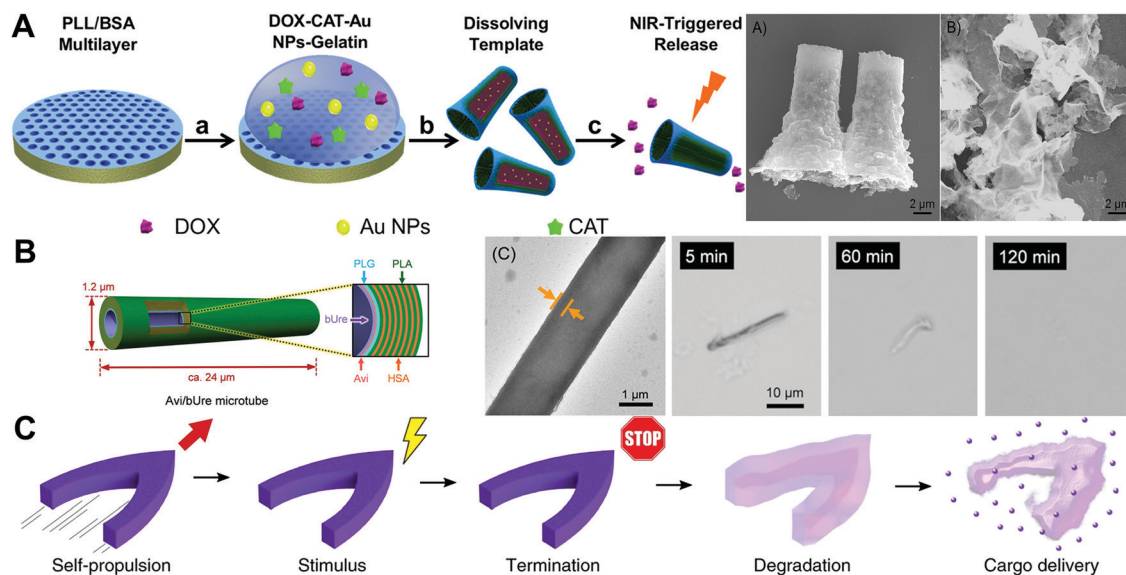 A
PLL/BSA
Multilayer
DOX-CAT-Au
NPs-Gelatin
Dissolving
Template
NIR-Triggered
Release
a
b
c
DOX
Au NPs
CAT
A)
2 µm
B)
2 µm
B
1.2 µm
ca. 24 µm
Avi/bUre microtube
PLG
PLA
bUre
Avi
HSA
(C)
1 µm
5 min
10 µm
60 min
120 min
C
STOP
Self-propulsion
Stimulus
Termination
Degradation
Cargo delivery